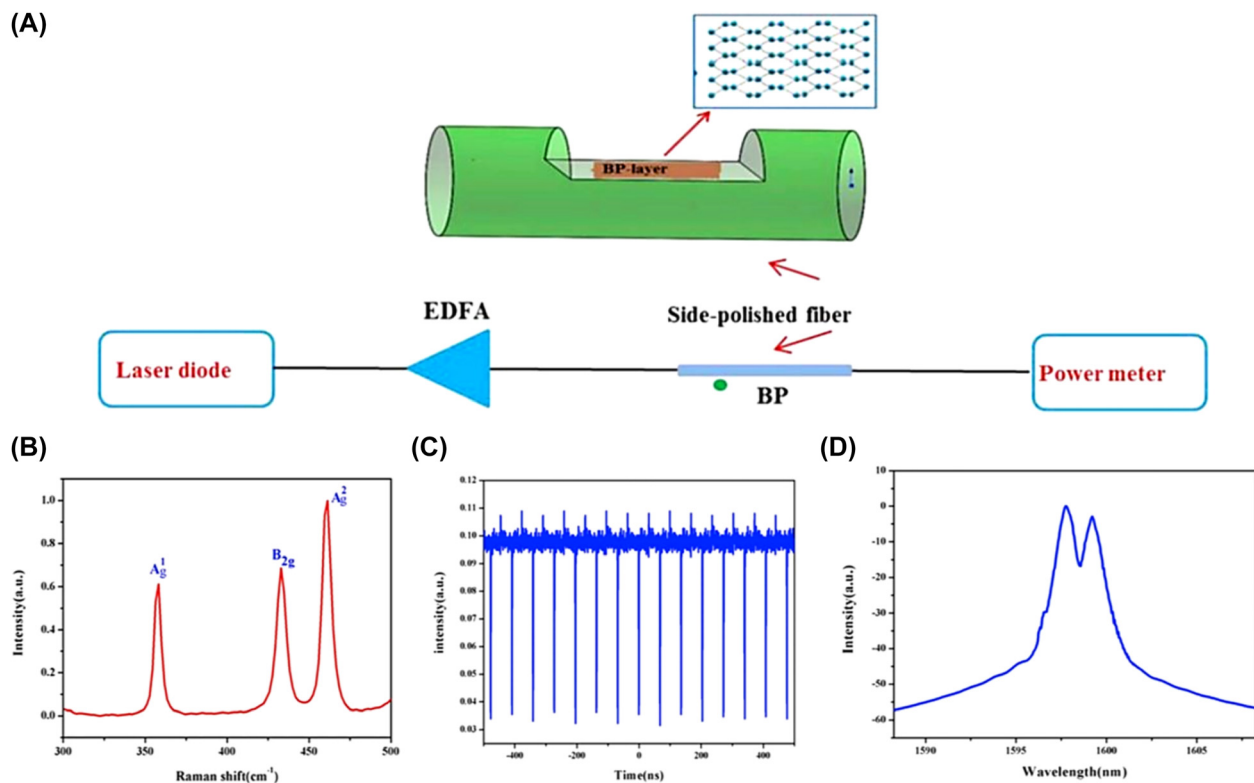 (A)
BP-layer
EDFA
Side-polished fiber
Laser diode
BP
Power meter
(B)
Intensity(a.u.)
1.0
0.8
0.6
0.4
0.2
0.0
A¹g
B₂g
A²g
300
350
400
450
500
Raman shift(cm⁻¹)
(C)
intensity(a.u.)
0.12
0.11
0.10
0.09
0.08
0.07
0.06
0.05
0.04
0.03
-400
-200
0
200
400
Time(ns)
(D)
Intensity(a.u.)
10
0
-10
-20
-30
-40
-50
-60
1590
1595
1600
1605
Wavelength(nm)